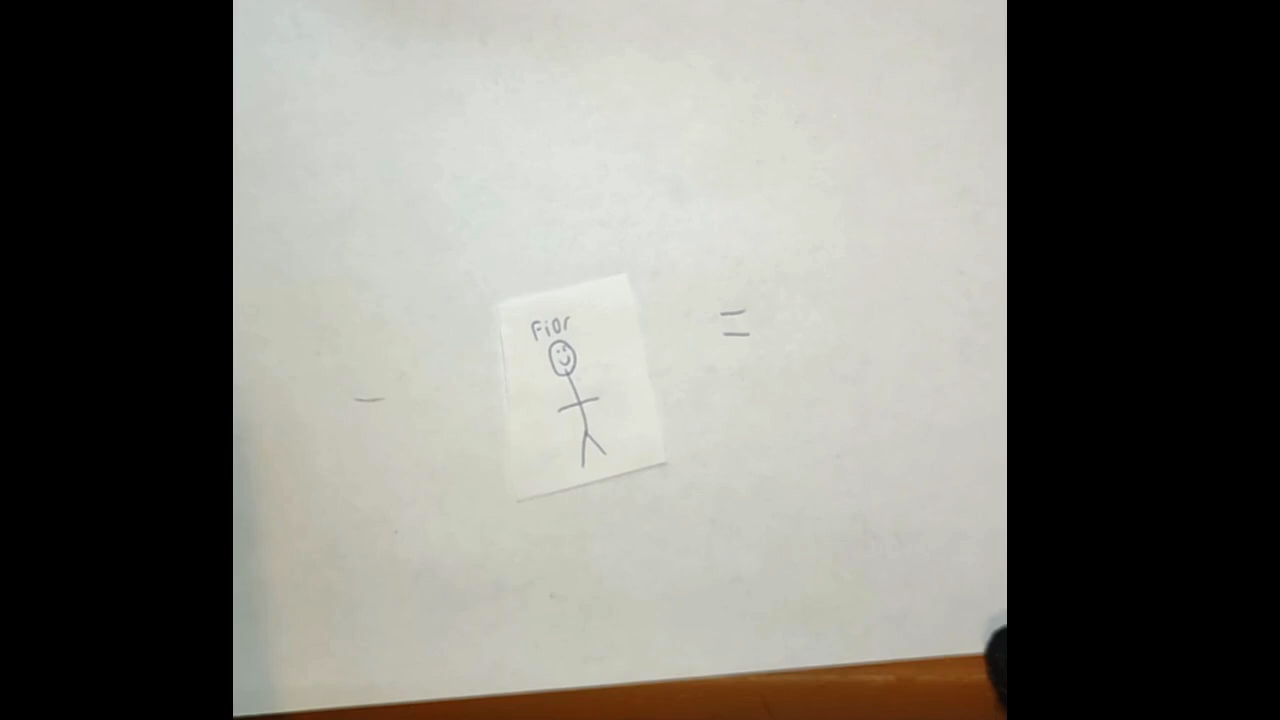 Fior
- =